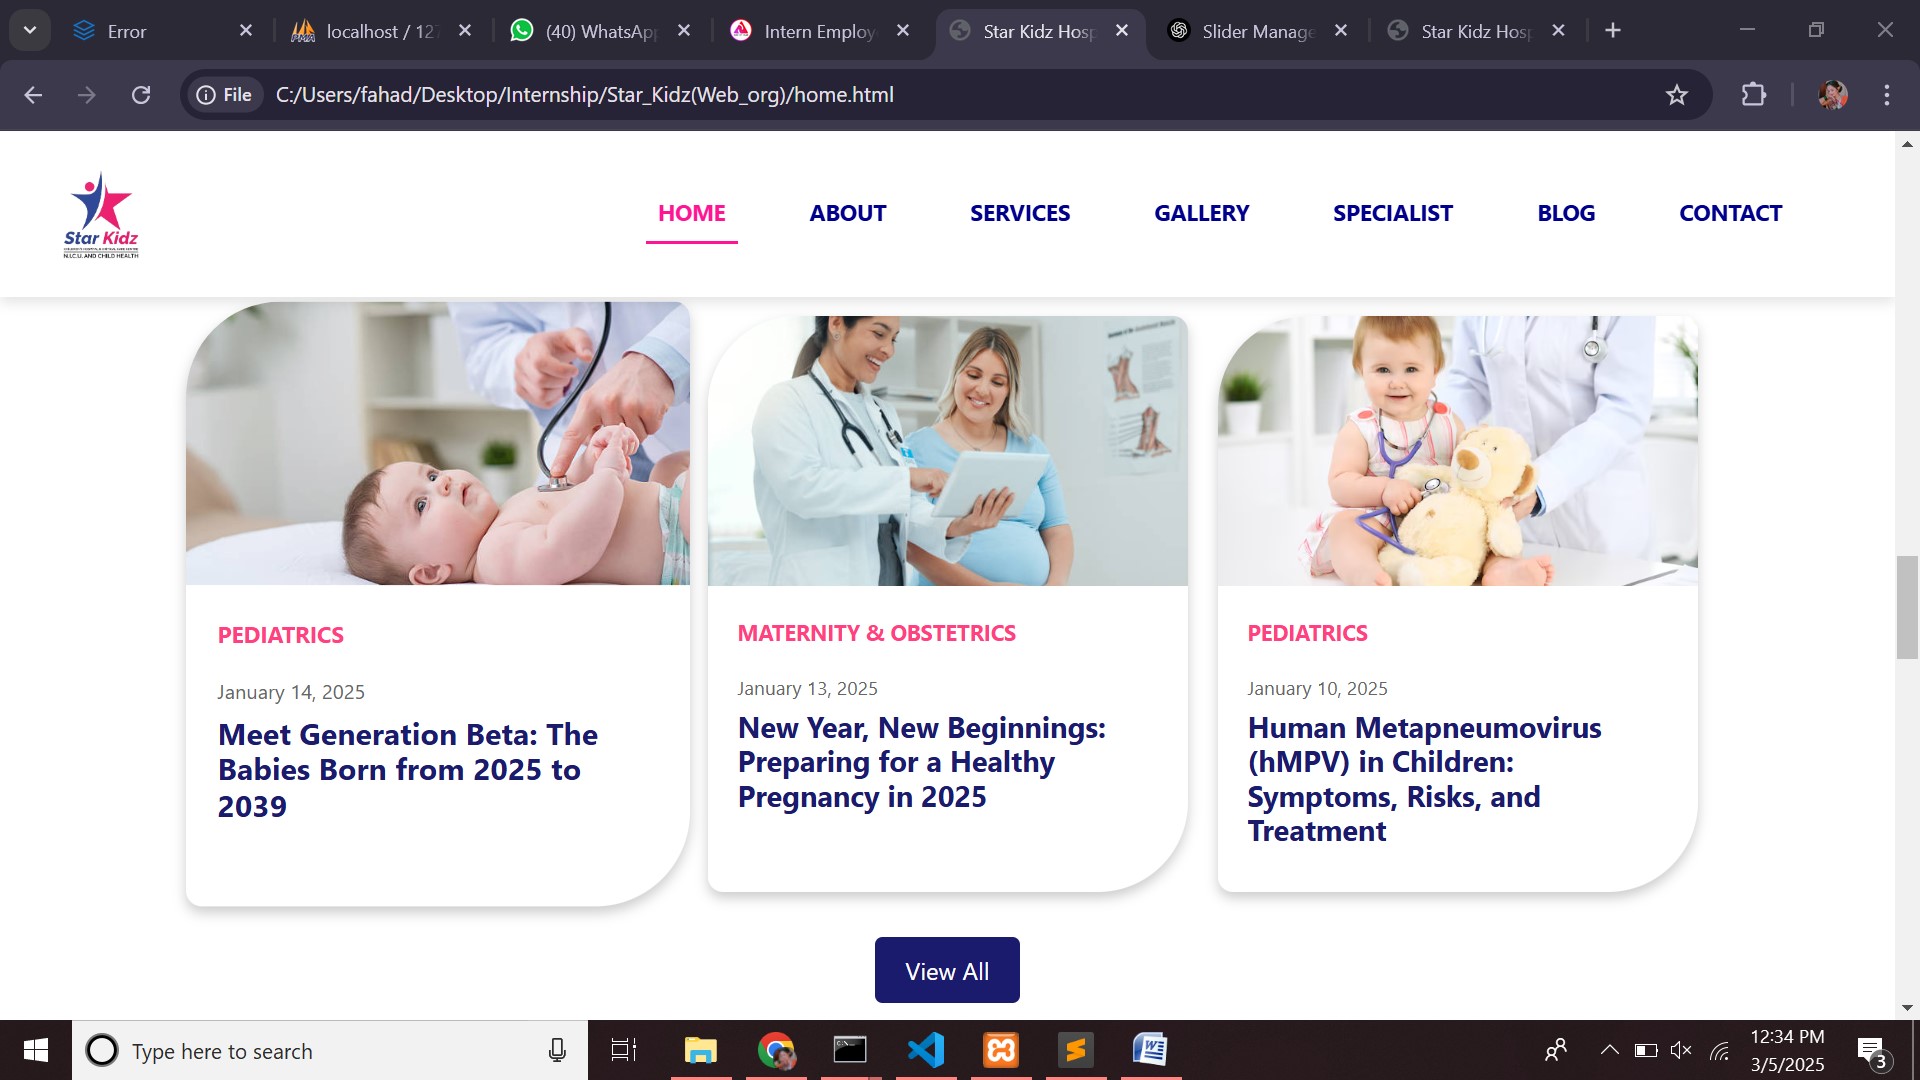 Error
localhost / 127
(40) WhatsApp
Intern Employ
Star Kidz Hosp
Slider Manage
Star Kidz Hosp
File
C:/Users/fahad/Desktop/Internship/Star_Kidz(Web_org)/home.html
Star Kidz
N.I.C.U. AND CHILD HEALTH
HOME
ABOUT
SERVICES
GALLERY
SPECIALIST
BLOG
CONTACT
PEDIATRICS
January 14, 2025
Meet Generation Beta: The
Babies Born from 2025 to
2039
MATERNITY & OBSTETRICS
January 13, 2025
New Year, New Beginnings:
Preparing for a Healthy
Pregnancy in 2025
PEDIATRICS
January 10, 2025
Human Metapneumovirus
(hMPV) in Children:
Symptoms, Risks, and
Treatment
View All
Type here to search
12:34 PM
3/5/2025
3